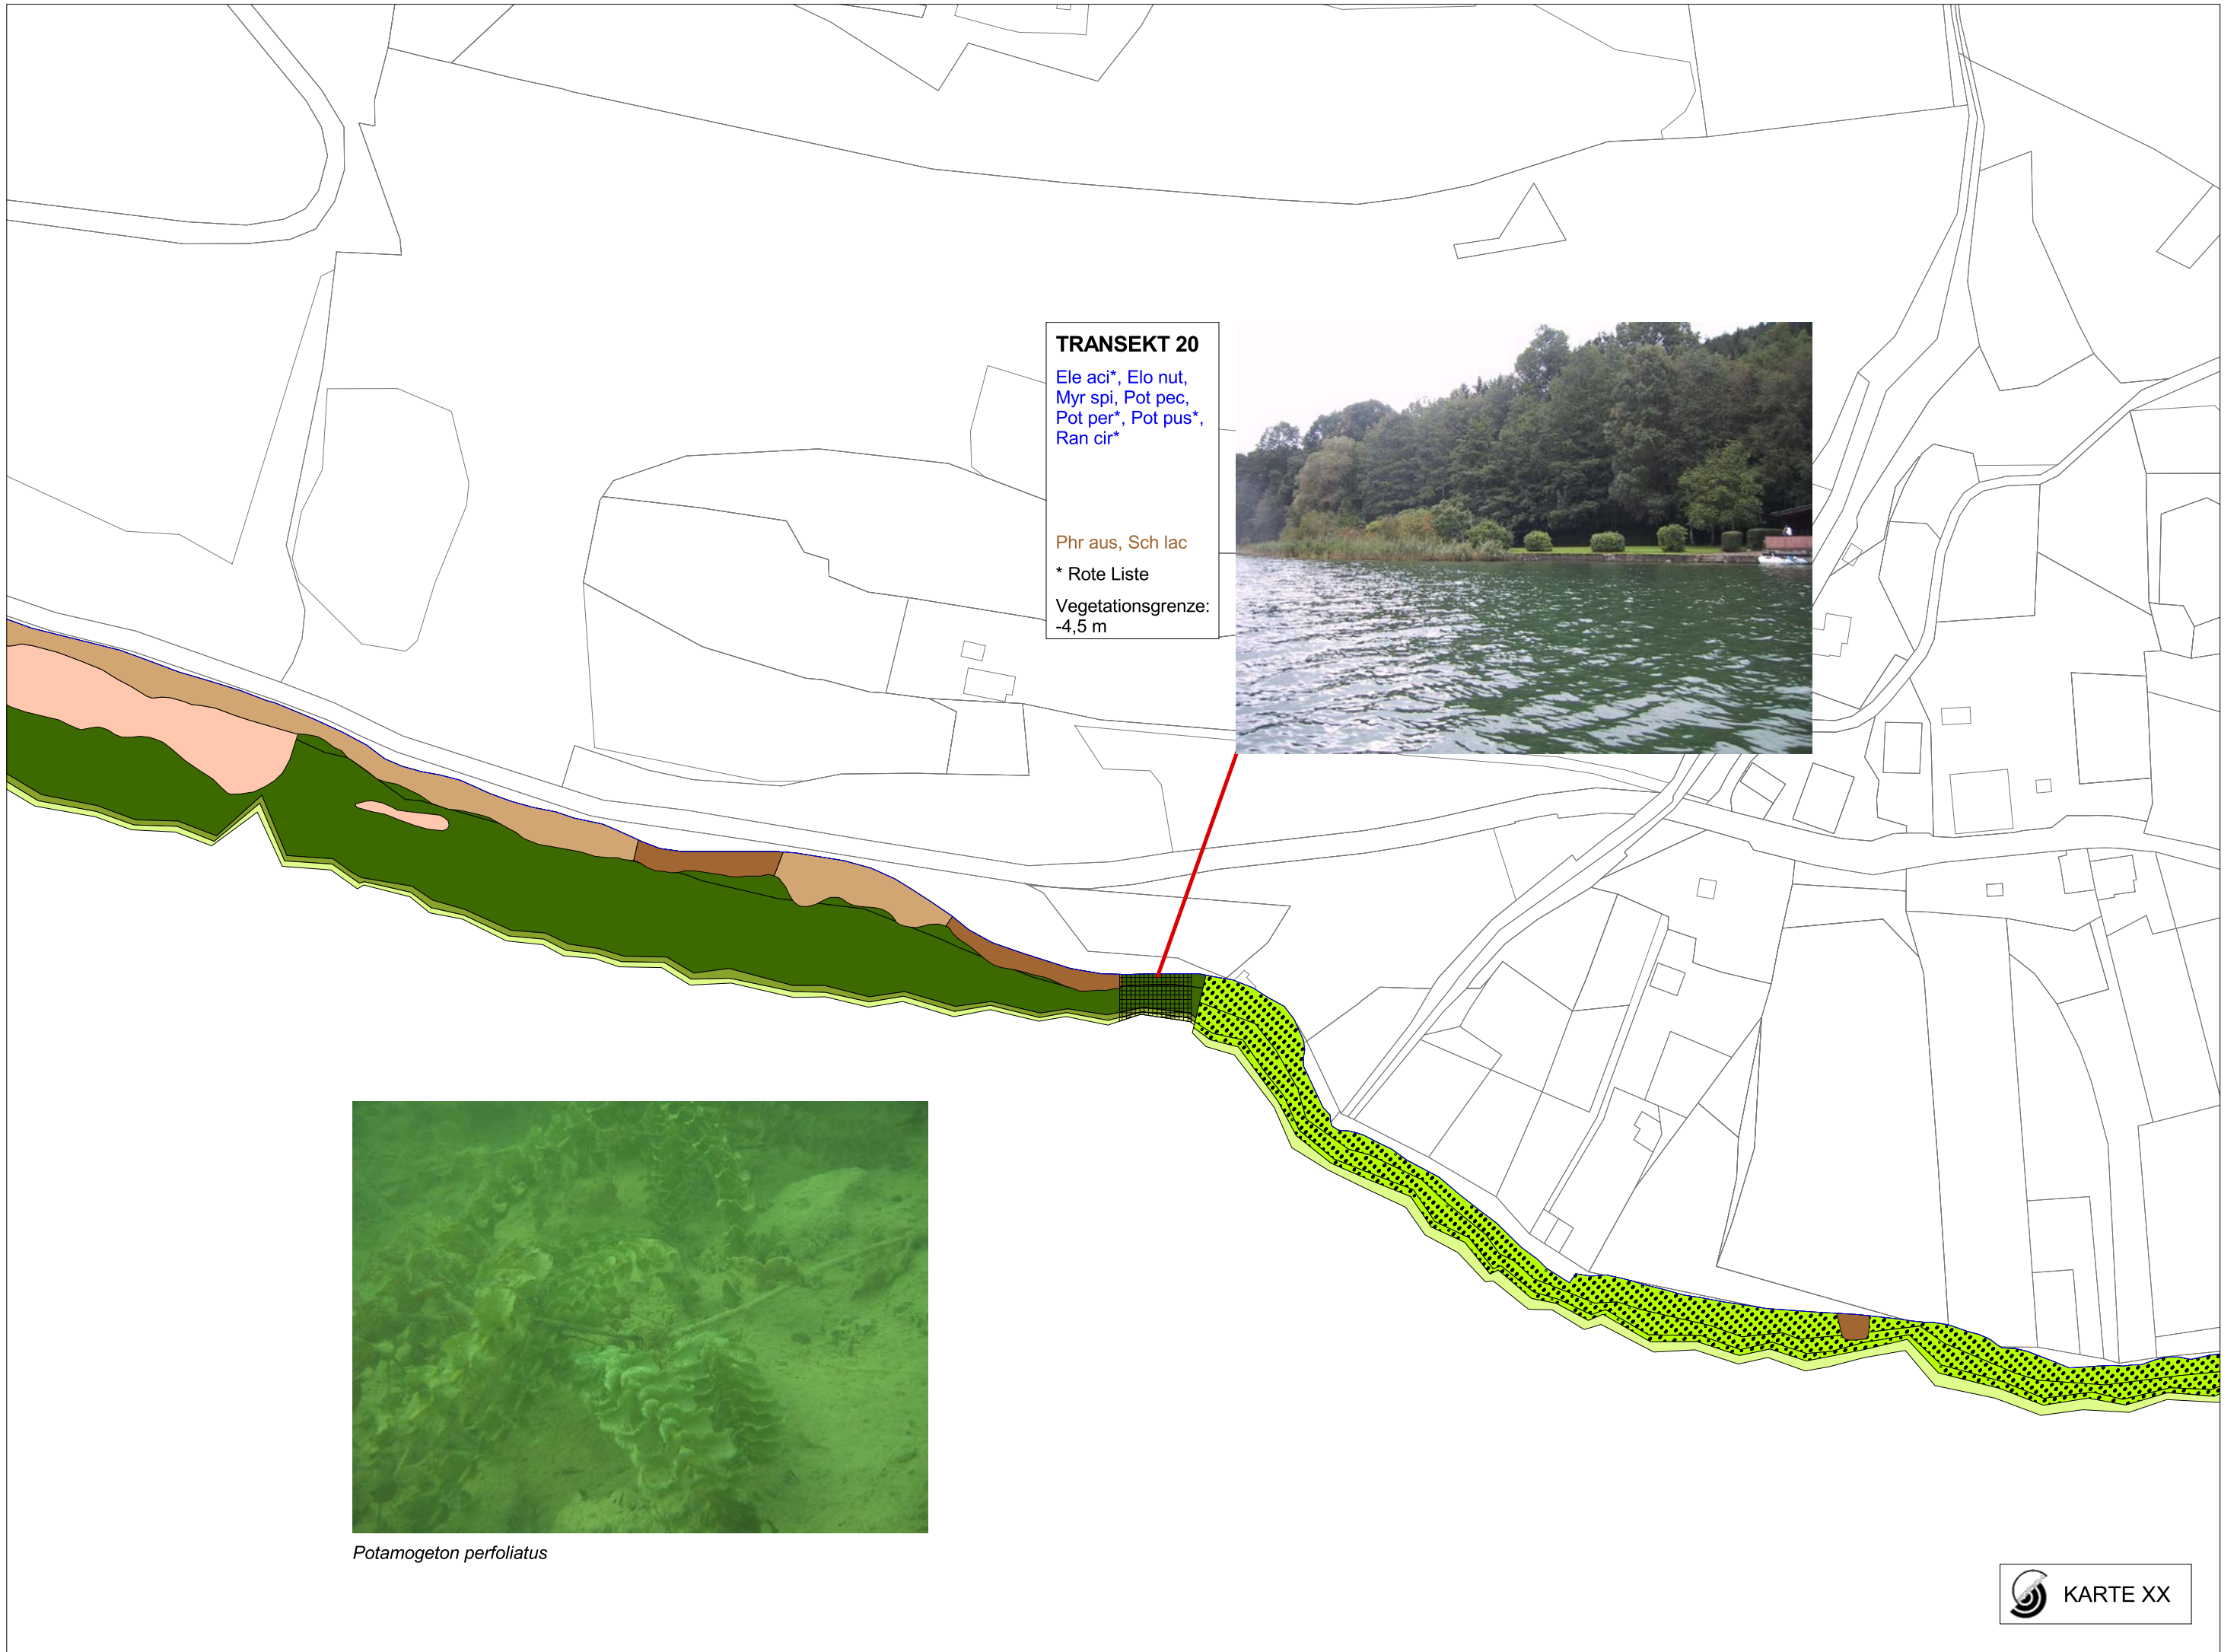 TRANSEKT 20
Ele aci*, Elo nut,
Myr spi, Pot pec,
Pot per*, Pot pus*,
Ran cir*
Phr aus, Sch lac
* Rote Liste
Vegetationsgrenze:
-4,5 m
Potamogeton perfoliatus
KARTE XX